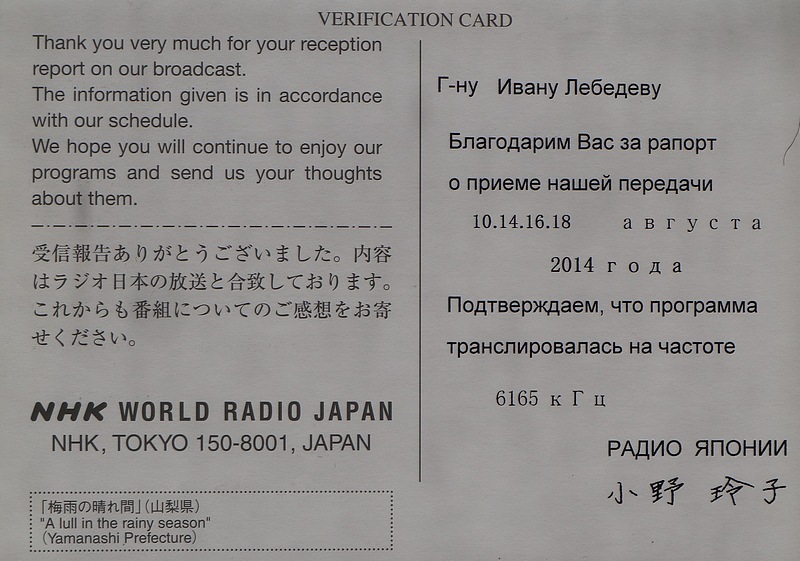 VERIFICATION CARD
Thank you very much for your reception
report on our broadcast.
The information given is in accordance
with our schedule.
We hope you will continue to enjoy our
programs and send us your thoughts
about them.
受信報告ありがとうございました。内容
はラジオ日本の放送と合致しております。
これからも番組についてのご感想をお寄
せください。
NHK WORLD RADIO JAPAN
NHK, TOKYO 150-8001, JAPAN
「梅雨の晴れ間」（山梨県）
"A lull in the rainy season"
(Yamanashi Prefecture)
Г-ну Ивану Лебедеву
Благодарим Вас за рапорт
о приеме нашей передачи
10.14.16.18 августа
2014 года
Подтверждаем, что программа
транслировалась на частоте
6165 кГц
РАДИО ЯПОНИИ
小野 玲子